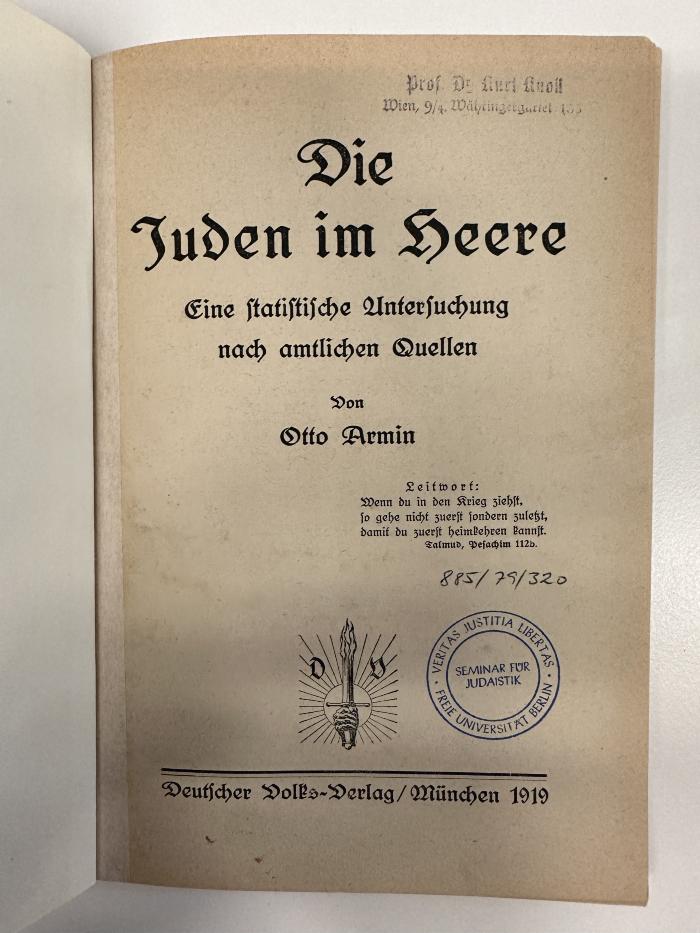 Prof. Dr. Kurt Knoll
Wien, 9/4. Währingergürtel
Die
Juden im Heere
Eine statistische Untersuchung
nach amtlichen Quellen
Von
Otto Armin
Leitwort:
Wenn du in den Krieg ziehst,
so gehe nicht zuerst sondern zuletzt,
damit du zuerst heimkehren kannst.
Talmud, Pesachim 112b.
885/79/320
D V
VERITAS JUSTITIA LIBERTAS
SEMINAR FÜR
JUDAISTIK
FREIE UNIVERSITÄT BERLIN
Deutscher Volks-Verlag/München 1919